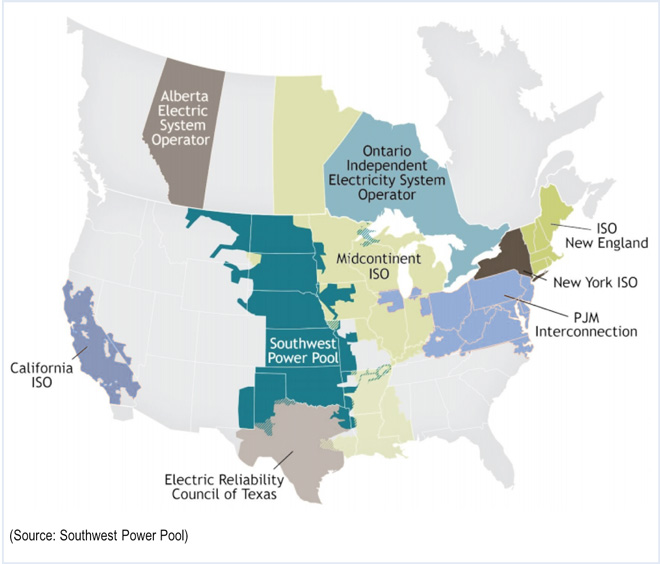 Alberta
Electric
System
Operator
Ontario
Independent
Electricity System
Operator
ISO
New England
Midcontinent
ISO
New York ISO
PJM
Interconnection
Southwest
Power Pool
California
ISO
Electric Reliability
Council of Texas
(Source: Southwest Power Pool)